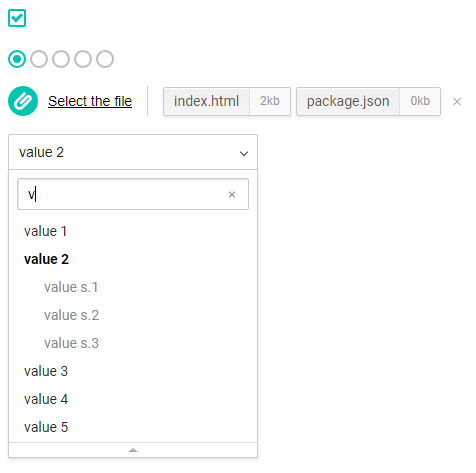 Select the file index.html 2kb package.json 0kb ×
value 2
v ×
value 1
value 2
value s.1
value s.2
value s.3
value 3
value 4
value 5